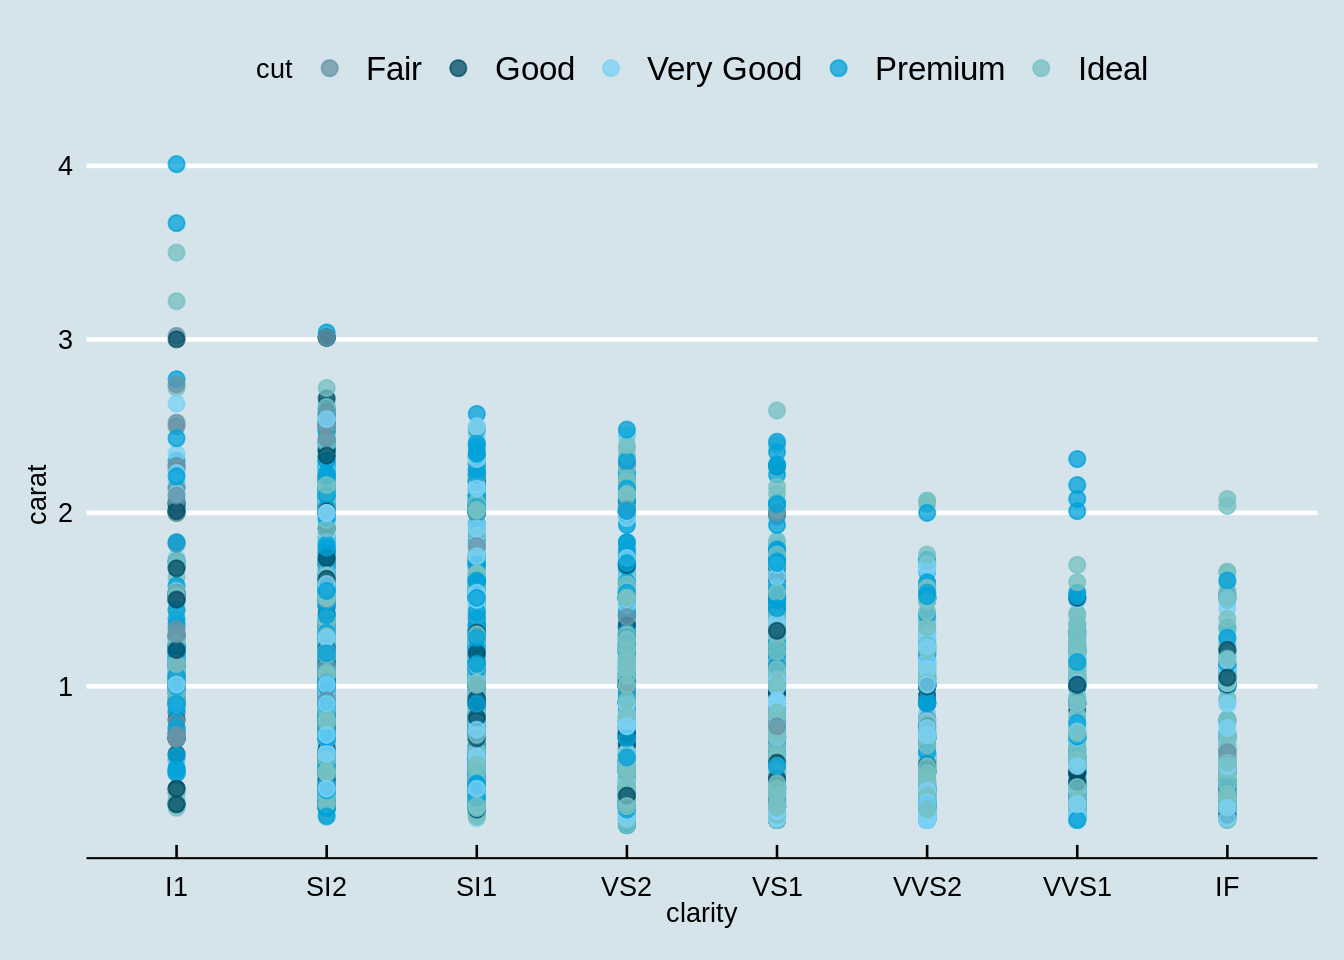 cut Fair Good Very Good Premium Ideal
4
3
2
1
carat
I1 SI2 SI1 VS2 VS1 VVS2 VVS1 IF
clarity